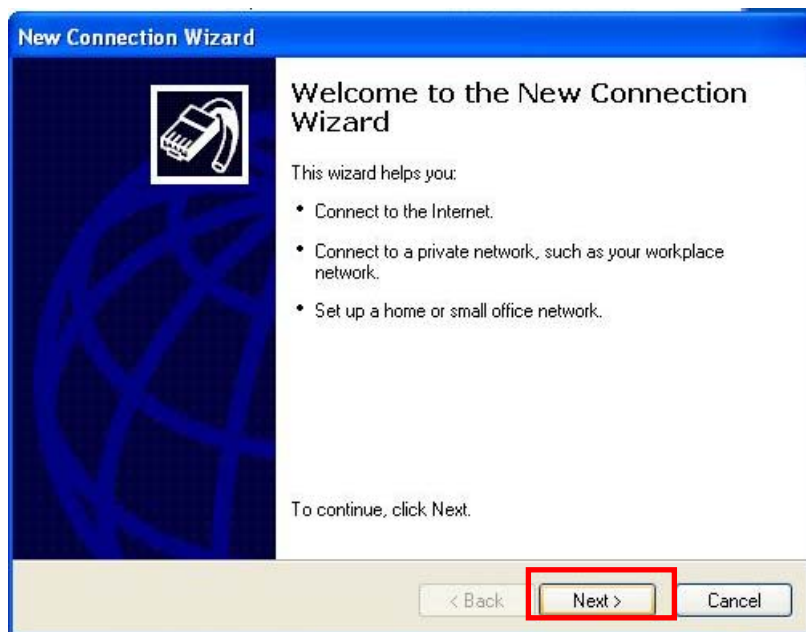 New Connection Wizard
Welcome to the New Connection
Wizard
This wizard helps you:
• Connect to the Internet.
• Connect to a private network, such as your workplace
network.
• Set up a home or small office network.
To continue, click Next.
< Back Next > Cancel